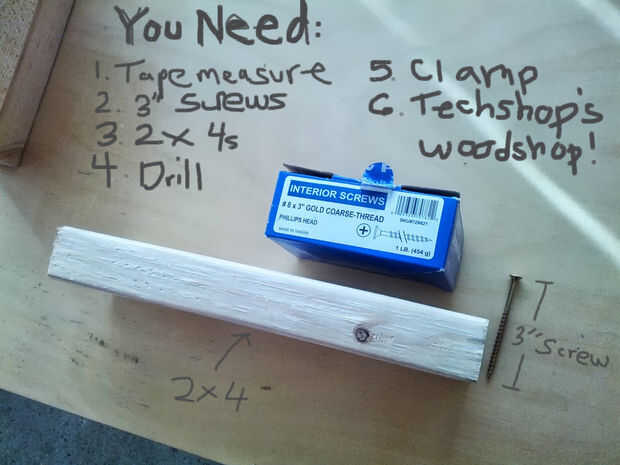 You Need:
1. Tape measure
2. 3" Screws
3. 2x4s
4. Drill
5. Clamp
6. Techshop's
woodshop!
INTERIOR SCREWS
#8 x 3" GOLD COARSE-THREAD
PHILLIPS HEAD
1 LB. (454 g)
3" Screw
2x4